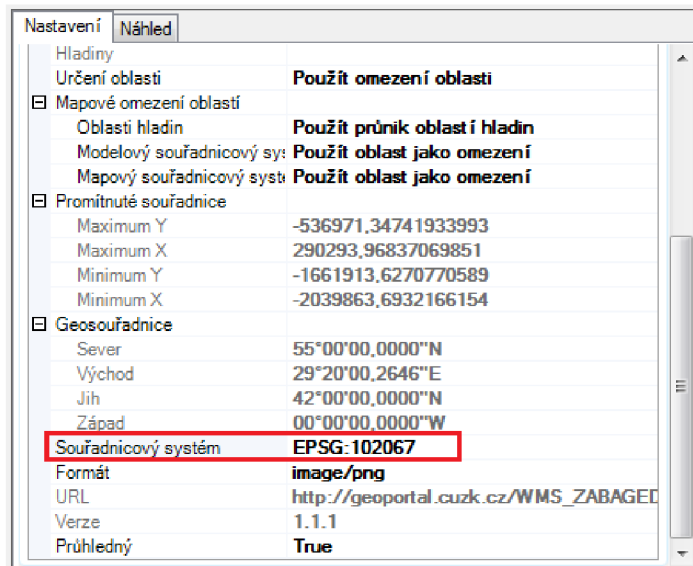 Nastavení Náhled
Hladiny
Určení oblasti Použít omezení oblasti
Mapové omezení oblastí
Oblasti hladin Použít průnik oblastí hladin
Modelový souřadnicový sys Použít oblast jako omezení
Mapový souřadnicový systé Použít oblast jako omezení
Promítnuté souřadnice
Maximum Y -536971,34741933993
Maximum X 290293,96837069851
Minimum Y -1661913,6270770589
Minimum X -2039863,6932166154
Geosouřadnice
Sever 55°00'00,0000"N
Východ 29°20'00,2646"E
Jih 42°00'00,0000"N
Západ 00°00'00,0000"W
Souřadnicový systém EPSG:102067
Formát image/png
URL http://geoportal.cuzk.cz/WMS_ZABAGED
Verze 1.1.1
Průhledný True